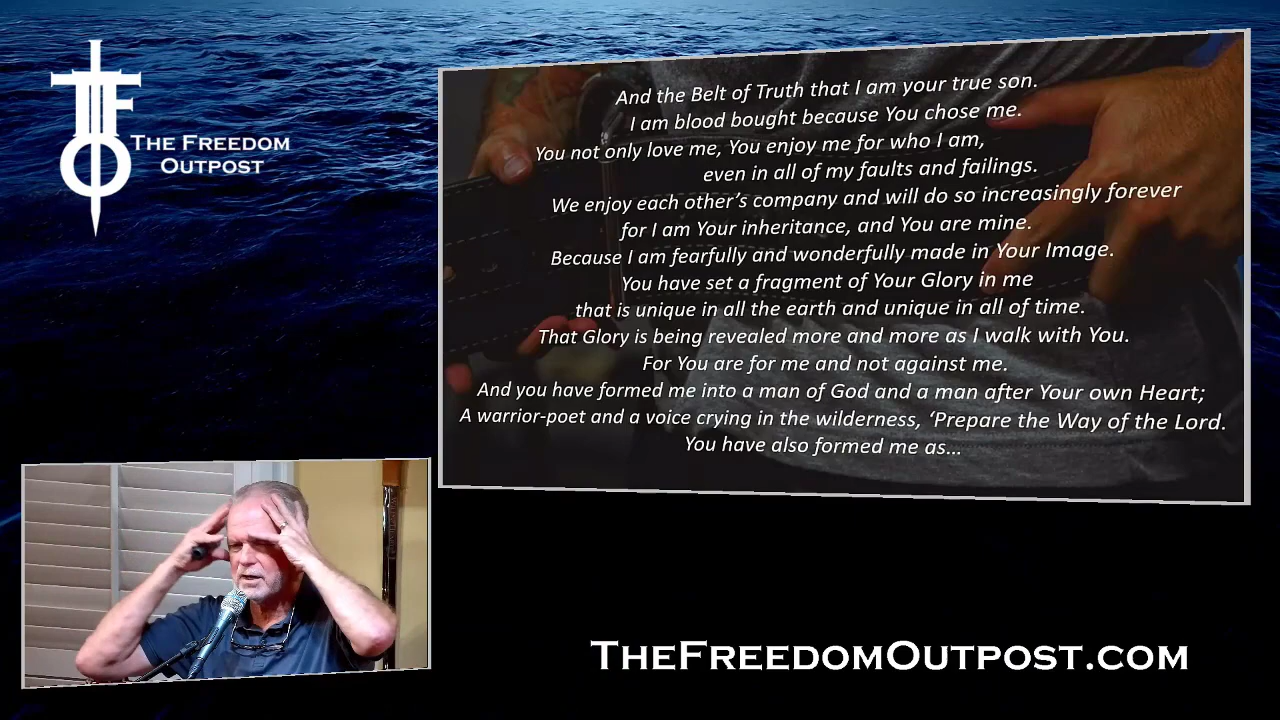 THE FREEDOM
OUTPOST
And the Belt of Truth that I am your true son.
I am blood bought because You chose me.
You not only love me, You enjoy me for who I am,
even in all of my faults and failings.
We enjoy each other’s company and will do so increasingly forever
for I am Your inheritance, and You are mine.
Because I am fearfully and wonderfully made in Your Image.
You have set a fragment of Your Glory in me
that is unique in all the earth and unique in all of time.
That Glory is being revealed more and more as I walk with You.
For You are for me and not against me.
And you have formed me into a man of God and a man after Your own Heart;
A warrior-poet and a voice crying in the wilderness, ‘Prepare the Way of the Lord.
You have also formed me as…
THEFREEDOMOUTPOST.COM